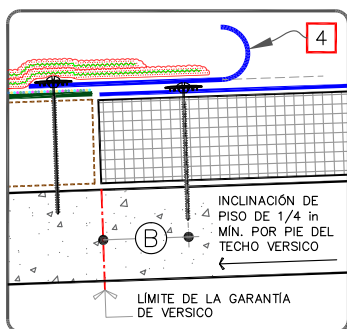 4
INCLINACIÓN DE
PISO DE 1/4 in
MÍN. POR PIE DEL
TECHO VERSICO
B
LÍMITE DE LA GARANTÍA
DE VERSICO